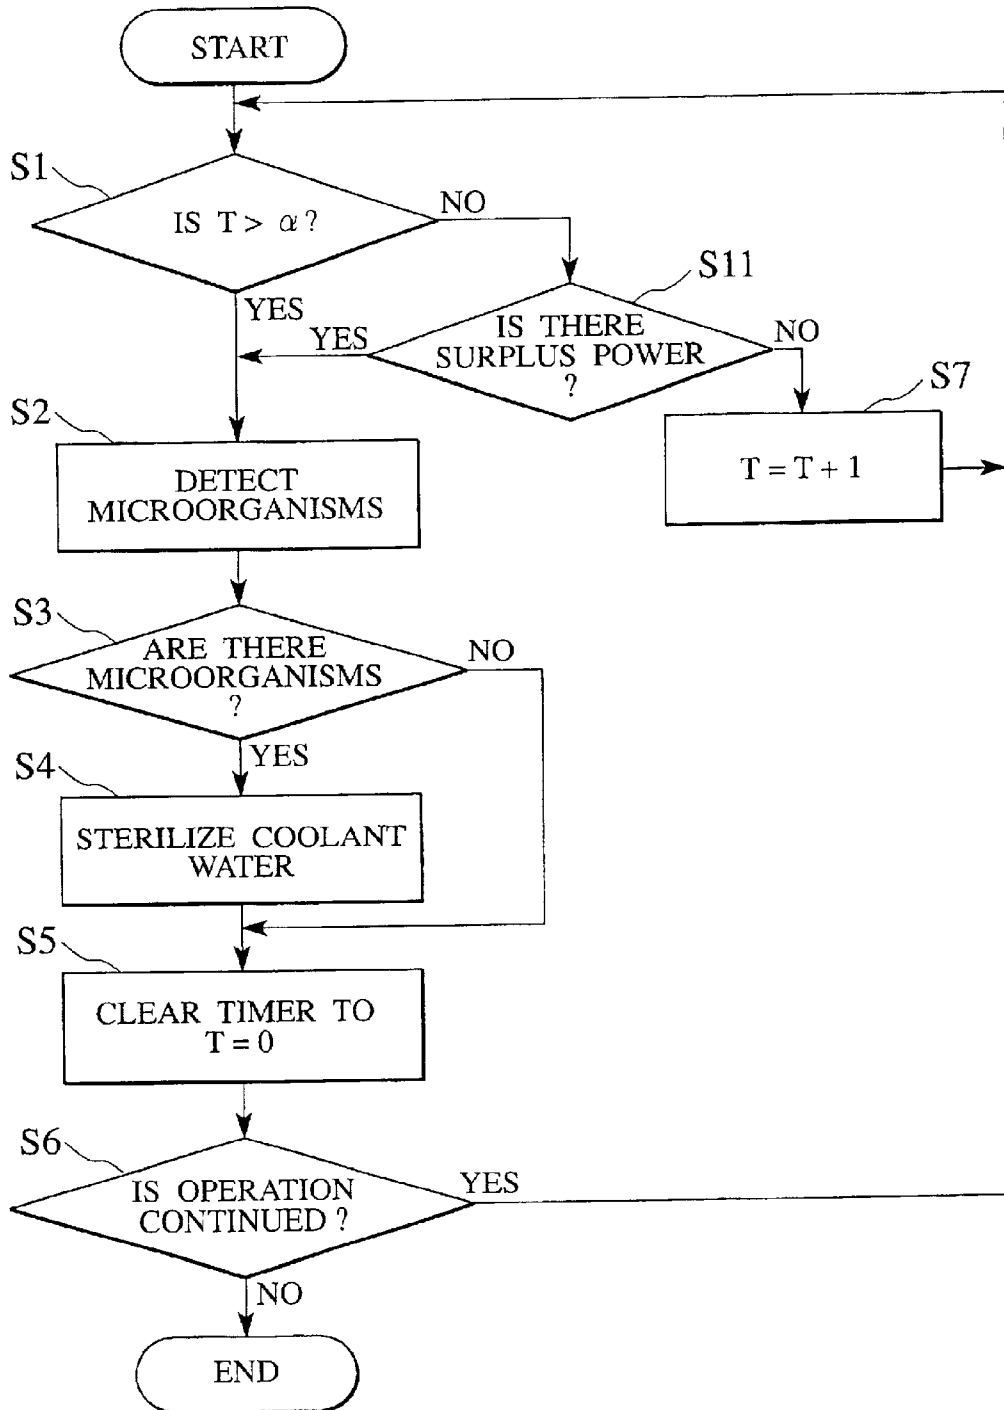 START
S1
IS T > α ?
NO
YES
S11
IS THERE
SURPLUS POWER
?
YES
NO
S7
T = T + 1
S2
DETECT
MICROORGANISMS
S3
ARE THERE
MICROORGANISMS
?
NO
YES
S4
STERILIZE COOLANT
WATER
S5
CLEAR TIMER TO
T = 0
S6
IS OPERATION
CONTINUED ?
YES
NO
END